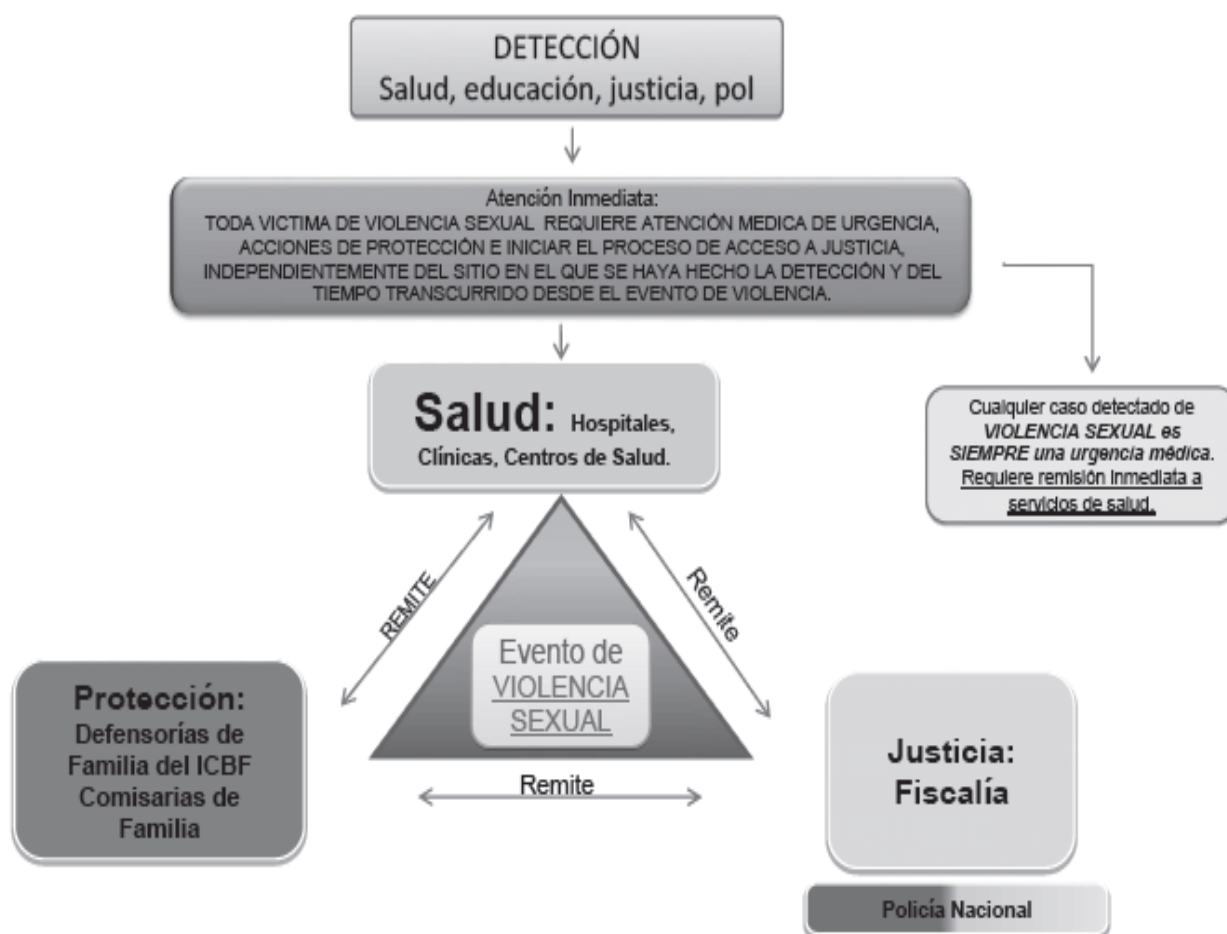 DETECCIÓN
Salud, educación, justicia, pol
Atención Inmediata:
TODA VICTIMA DE VIOLENCIA SEXUAL REQUIERE ATENCIÓN MEDICA DE URGENCIA,
ACCIONES DE PROTECCIÓN E INICIAR EL PROCESO DE ACCESO A JUSTICIA,
INDEPENDIENTEMENTE DEL SITIO EN EL QUE SE HAYA HECHO LA DETECCIÓN Y DEL
TIEMPO TRANSCURRIDO DESDE EL EVENTO DE VIOLENCIA.
Salud: Hospitales,
Clínicas, Centros de Salud.
Cualquier caso detectado de
VIOLENCIA SEXUAL es
SIEMPRE una urgencia médica.
Requiere remisión inmediata a
servicios de salud.
REMITE
Remite
Evento de
VIOLENCIA
SEXUAL
Protección:
Defensorías de
Familia del ICBF
Comisarias de
Familia
Remite
Justicia:
Fiscalía
Policía Nacional